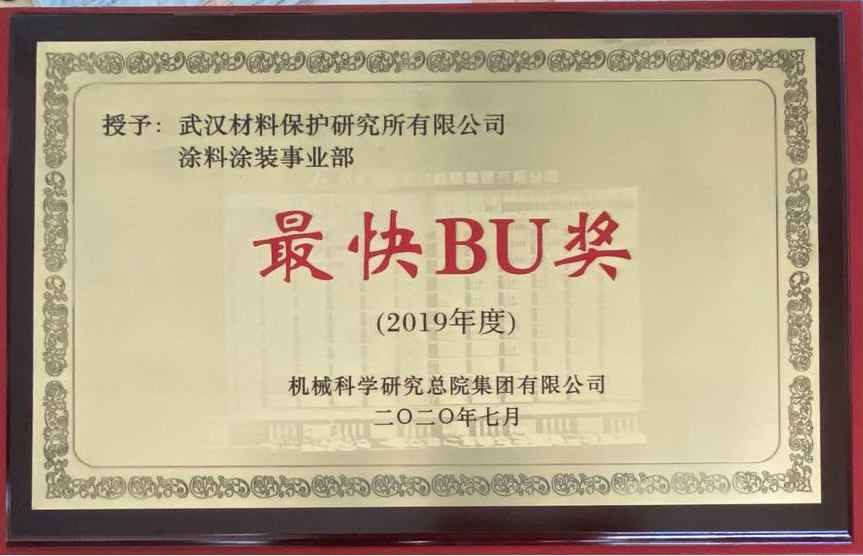 授予：武汉材料保护研究所有限公司
涂料涂装事业部
最快BU奖
(2019年度)
机械科学研究总院集团有限公司
二〇二〇年七月